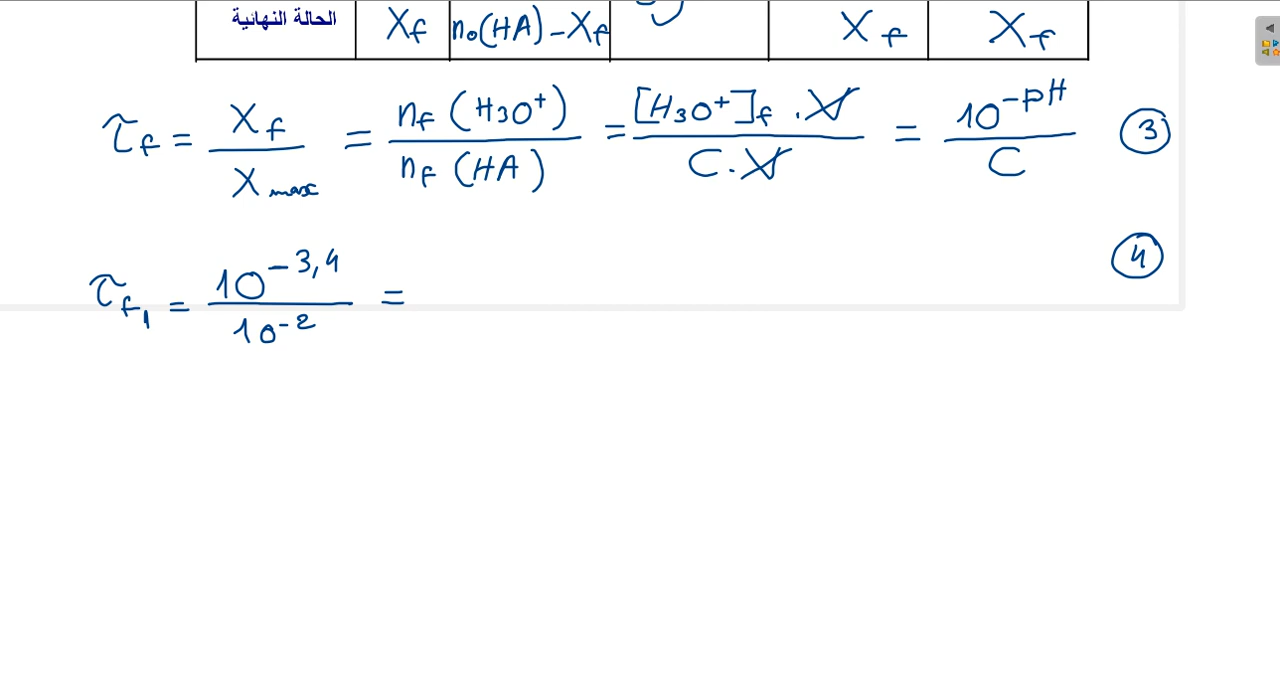 الحالة النهائية Xf n₀(HA)-Xf Xf Xf
τf = Xf / Xmax = nf (H3O⁺) / nf (HA) = [H3O⁺]f . V / C . V = 10^-PH / C ③
④
τf₁ = 10^-3,4 / 10^-2 =